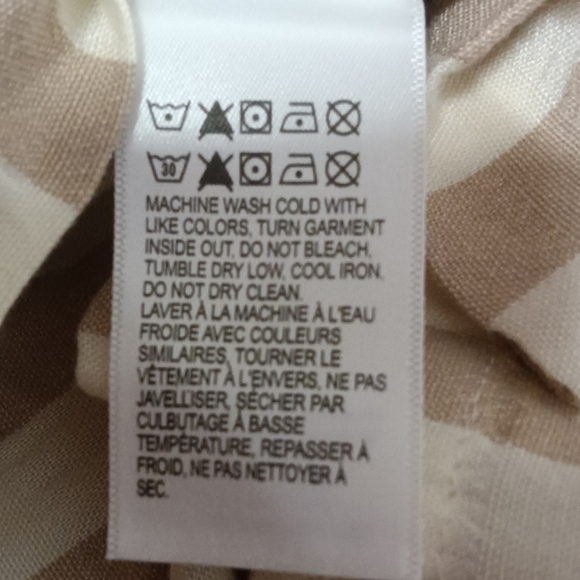 30
MACHINE WASH COLD WITH
LIKE COLORS, TURN GARMENT
INSIDE OUT, DO NOT BLEACH,
TUMBLE DRY LOW, COOL IRON,
DO NOT DRY CLEAN.
LAVER À LA MACHINE À L'EAU
FROIDE AVEC COULEURS
SIMILAIRES, TOURNER LE
VÊTEMENT À L'ENVERS, NE PAS
JAVELLISER, SÉCHER PAR
CULBUTAGE À BASSE
TEMPÉRATURE, REPASSER À
FROID, NE PAS NETTOYER À
SEC.